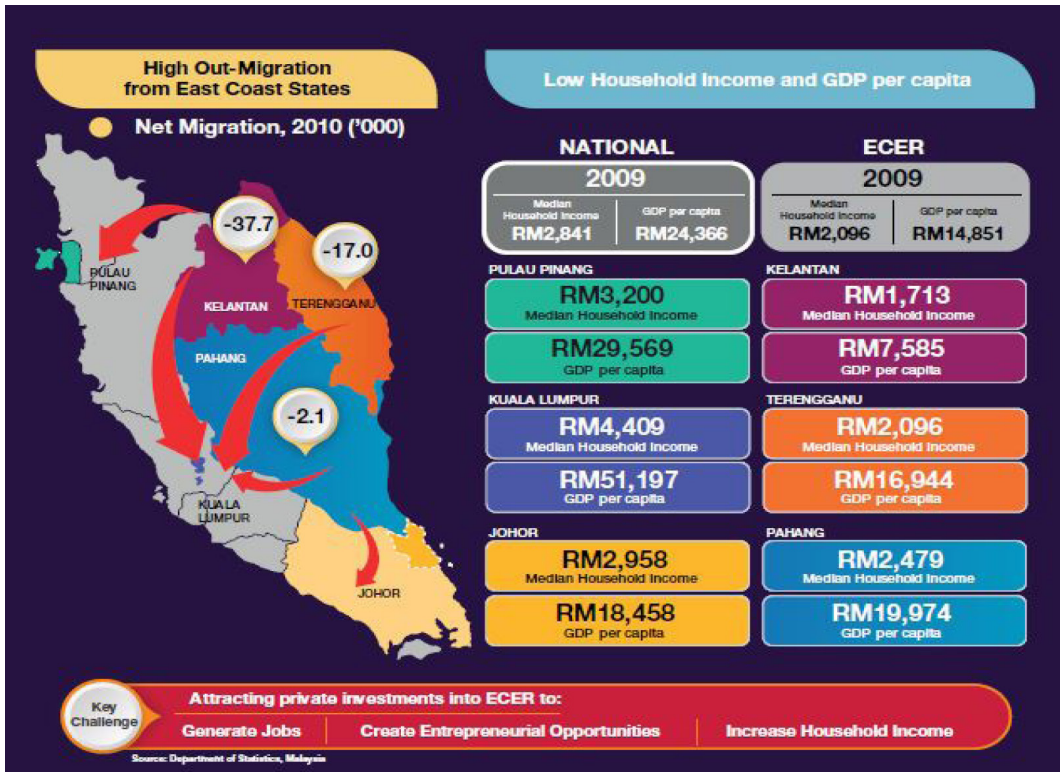 High Out-Migration
from East Coast States
Net Migration, 2010 ('000)
-37.7
-17.0
PULAU
PINANG
KELANTAN
TERENGGANU
PAHANG
-2.1
KUALA
LUMPUR
JOHOR
Low Household Income and GDP per capita
NATIONAL
2009
Median
Household Income
RM2,841
GDP per capita
RM24,366
ECER
2009
Median
Household Income
RM2,096
GDP per capita
RM14,851
PULAU PINANG
RM3,200
Median Household Income
RM29,569
GDP per capita
KELANTAN
RM1,713
Median Household Income
RM7,585
GDP per capita
KUALA LUMPUR
RM4,409
Median Household Income
RM51,197
GDP per capita
TERENGGANU
RM2,096
Median Household Income
RM16,944
GDP per capita
JOHOR
RM2,958
Median Household Income
RM18,458
GDP per capita
PAHANG
RM2,479
Median Household Income
RM19,974
GDP per capita
Key
Challenge
Attracting private investments into ECER to:
Generate Jobs
Create Entrepreneurial Opportunities
Increase Household Income
Source: Department of Statistics, Malaysia